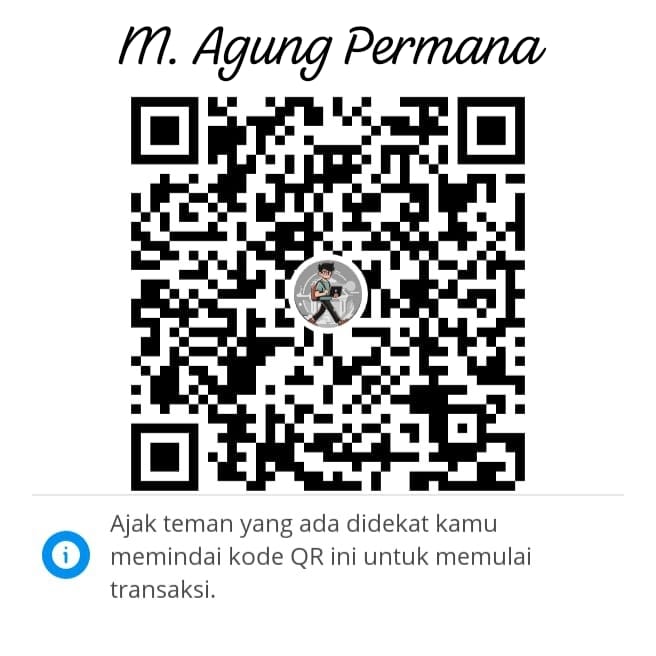 M. Agung Permana
Ajak teman yang ada didekat kamu
memindai kode QR ini untuk memulai
transaksi.